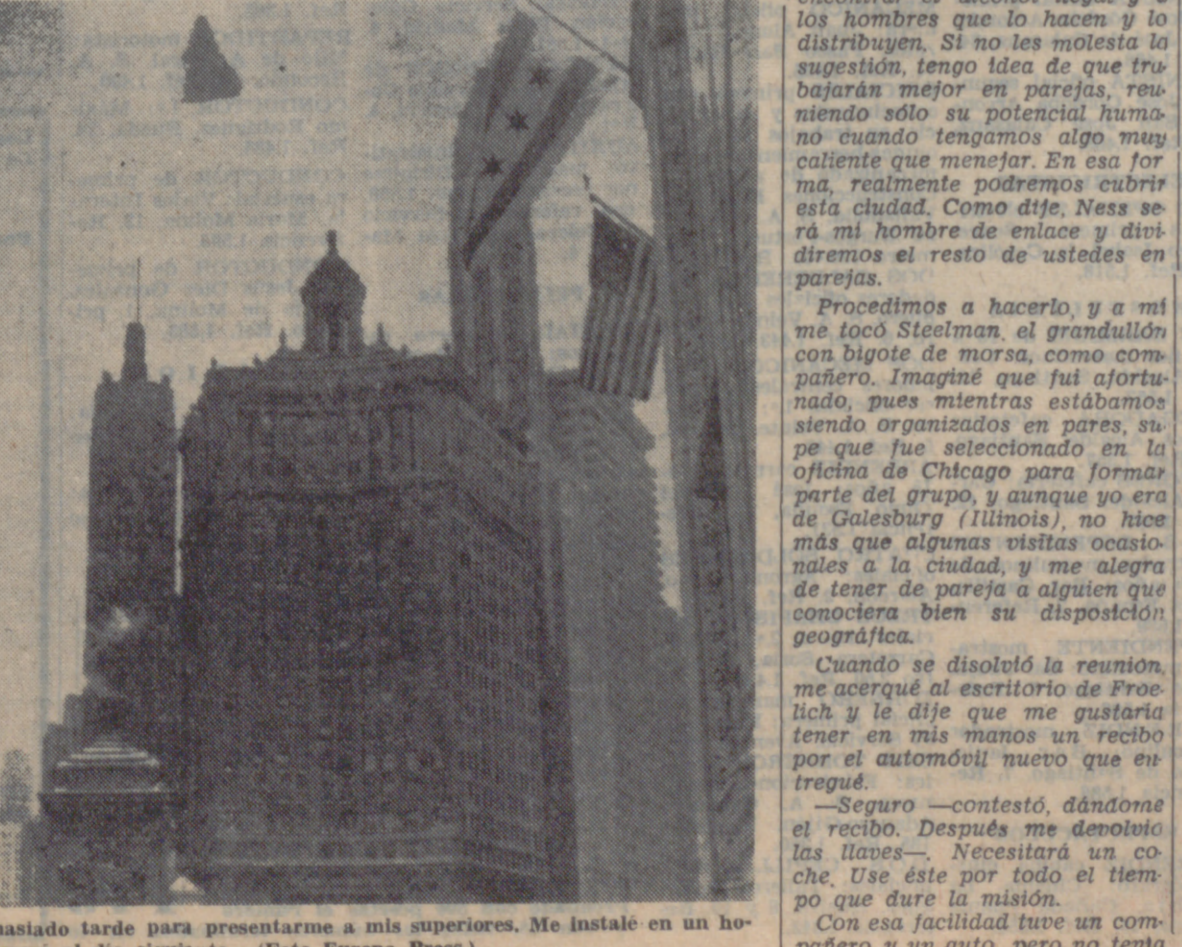 los hombres que lo hacen y lo
distribuyen. Si no les molesta la
sugestión, tengo idea de que tra-
bajarán mejor en parejas, reu-
niendo sólo su potencial huma-
no cuando tengamos algo muy
caliente que menejar. En esa for
ma, realmente podremos cubrir
esta ciudad. Como dije, Ness se-
rá mi hombre de enlace y divi-
diremos el resto de ustedes en
parejas.
Procedimos a hacerlo, y a mí
me tocó Steelman, el grandullón
con bigote de morsa, como com-
pañero. Imaginé que fui afortu-
nado, pues mientras estábamos
siendo organizados en pares, su-
pe que fue seleccionado en la
oficina de Chicago para formar
parte del grupo, y aunque yo era
de Galesburg (Illinois), no hice
más que algunas visitas ocasio-
nales a la ciudad, y me alegra
de tener de pareja a alguien que
conociera bien su disposición
geográfica.
Cuando se disolvió la reunión,
me acerqué al escritorio de Froe-
lich y le dije que me gustaría
tener en mis manos un recibo
por el automóvil nuevo que en-
tregué.
—Seguro —contestó, dándome
el recibo. Después me devolvió
las llaves—. Necesitará un co-
che. Use éste por todo el tiem-
po que dure la misión.
Con esa facilidad tuve un com-
pañero y un auto, pero no tenía
masiado tarde para presentarme a mis superiores. Me instalé en un ho-